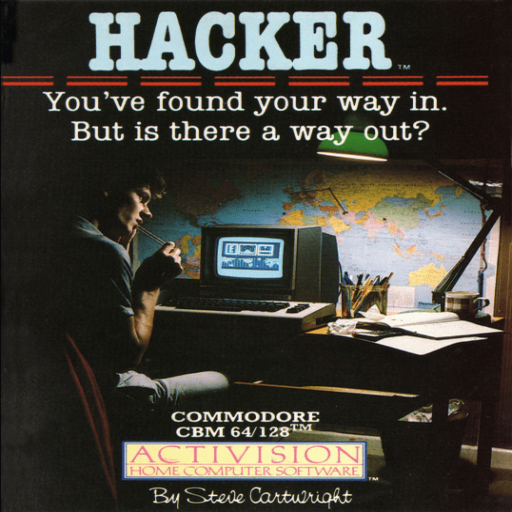 HACKER™
You've found your way in.
But is there a way out?
COMMODORE
CBM 64/128™
ACTIVISION
HOME COMPUTER SOFTWARE™
By Steve Cartwright